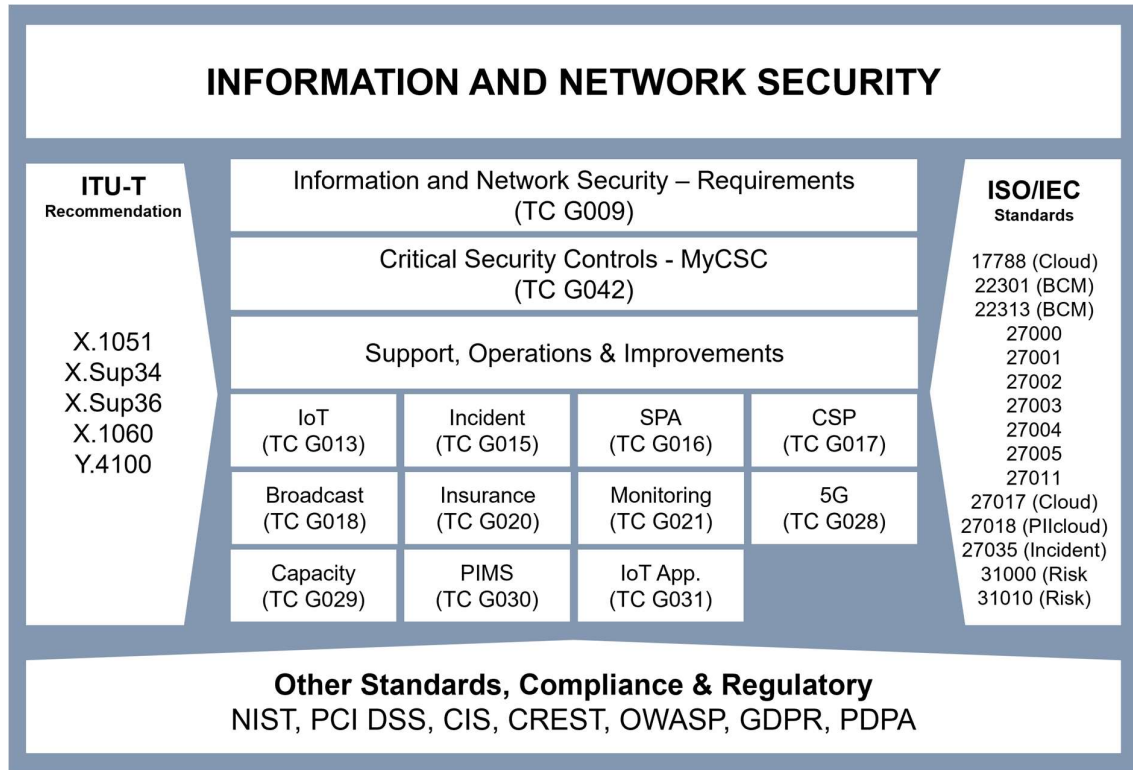 INFORMATION AND NETWORK SECURITY
ITU-T
Recommendation
X.1051
X.Sup34
X.Sup36
X.1060
Y.4100
Information and Network Security – Requirements
(TC G009)
Critical Security Controls - MyCSC
(TC G042)
Support, Operations & Improvements
IoT
(TC G013)
Incident
(TC G015)
SPA
(TC G016)
CSP
(TC G017)
Broadcast
(TC G018)
Insurance
(TC G020)
Monitoring
(TC G021)
5G
(TC G028)
Capacity
(TC G029)
PIMS
(TC G030)
IoT App.
(TC G031)
ISO/IEC
Standards
17788 (Cloud)
22301 (BCM)
22313 (BCM)
27000
27001
27002
27003
27004
27005
27011
27017 (Cloud)
27018 (PIIcloud)
27035 (Incident)
31000 (Risk
31010 (Risk)
Other Standards, Compliance & Regulatory
NIST, PCI DSS, CIS, CREST, OWASP, GDPR, PDPA